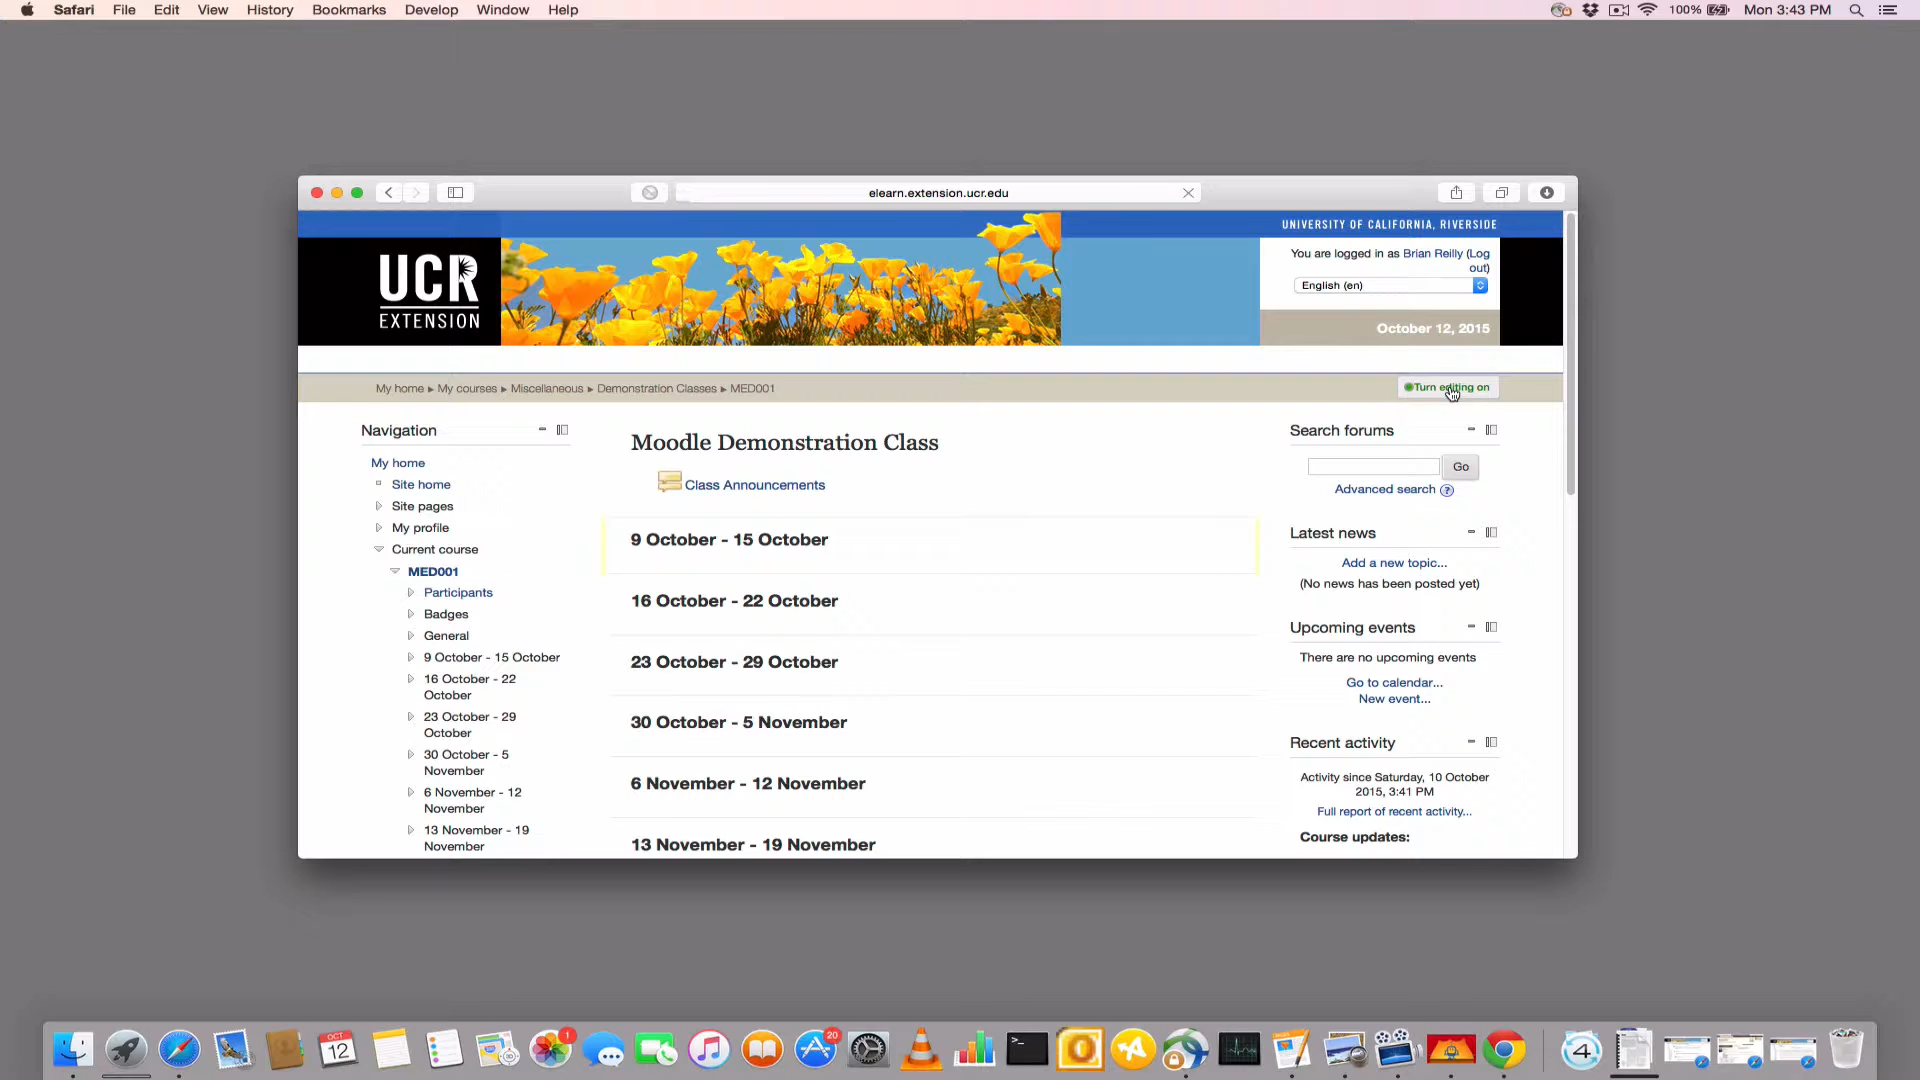 Safari File Edit View History Bookmarks Develop Window Help
100% Mon 3:43 PM
elearn.extension.ucr.edu
UNIVERSITY OF CALIFORNIA, RIVERSIDE
UCR
EXTENSION
You are logged in as Brian Reilly (Log
out)
English (en)
October 12, 2015
My home ▸ My courses ▸ Miscellaneous ▸ Demonstration Classes ▸ MED001
Turn editing on
Navigation
My home
Site home
Site pages
My profile
Current course
MED001
Participants
Badges
General
9 October - 15 October
16 October - 22
October
23 October - 29
October
30 October - 5
November
6 November - 12
November
13 November - 19
November
Moodle Demonstration Class
Class Announcements
9 October - 15 October
16 October - 22 October
23 October - 29 October
30 October - 5 November
6 November - 12 November
13 November - 19 November
Search forums
Go
Advanced search ?
Latest news
Add a new topic...
(No news has been posted yet)
Upcoming events
There are no upcoming events
Go to calendar...
New event...
Recent activity
Activity since Saturday, 10 October
2015, 3:41 PM
Full report of recent activity...
Course updates:
OCT
12
1
20
4